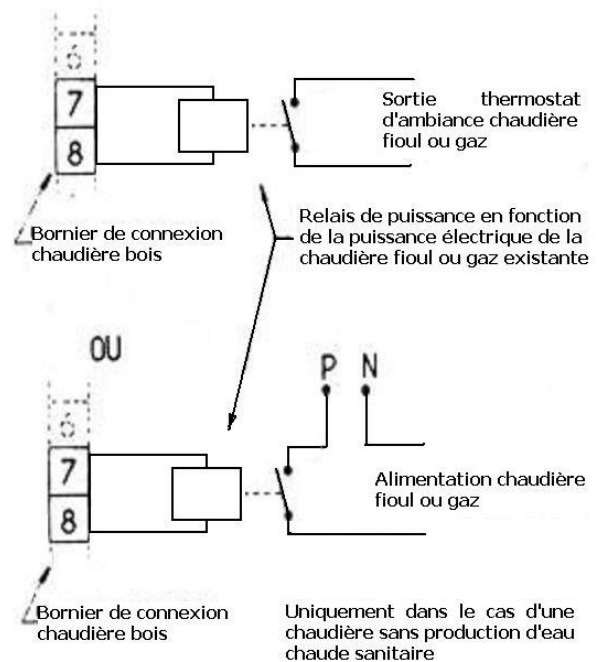 6
7
8
Sortie thermostat
d'ambiance chaudière
fioul ou gaz
Bornier de connexion
chaudière bois
Relais de puissance en fonction
de la puissance électrique de la
chaudière fioul ou gaz existante
OU
P N
6
7
8
Alimentation chaudière
fioul ou gaz
Bornier de connexion
chaudière bois
Uniquement dans le cas d'une
chaudière sans production d'eau
chaude sanitaire